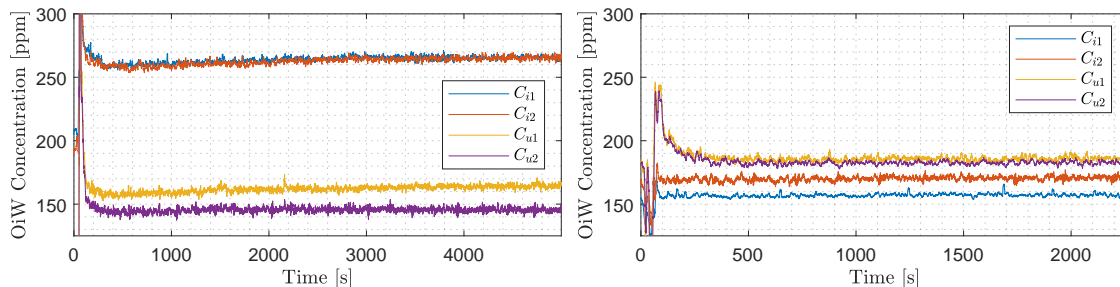 OiW Concentration [ppm]
300
250
200
150
0
1000
2000
3000
4000
Time [s]
C_{i1}
C_{i2}
C_{u1}
C_{u2}
OiW Concentration [ppm]
300
250
200
150
0
500
1000
1500
2000
Time [s]
C_{i1}
C_{i2}
C_{u1}
C_{u2}